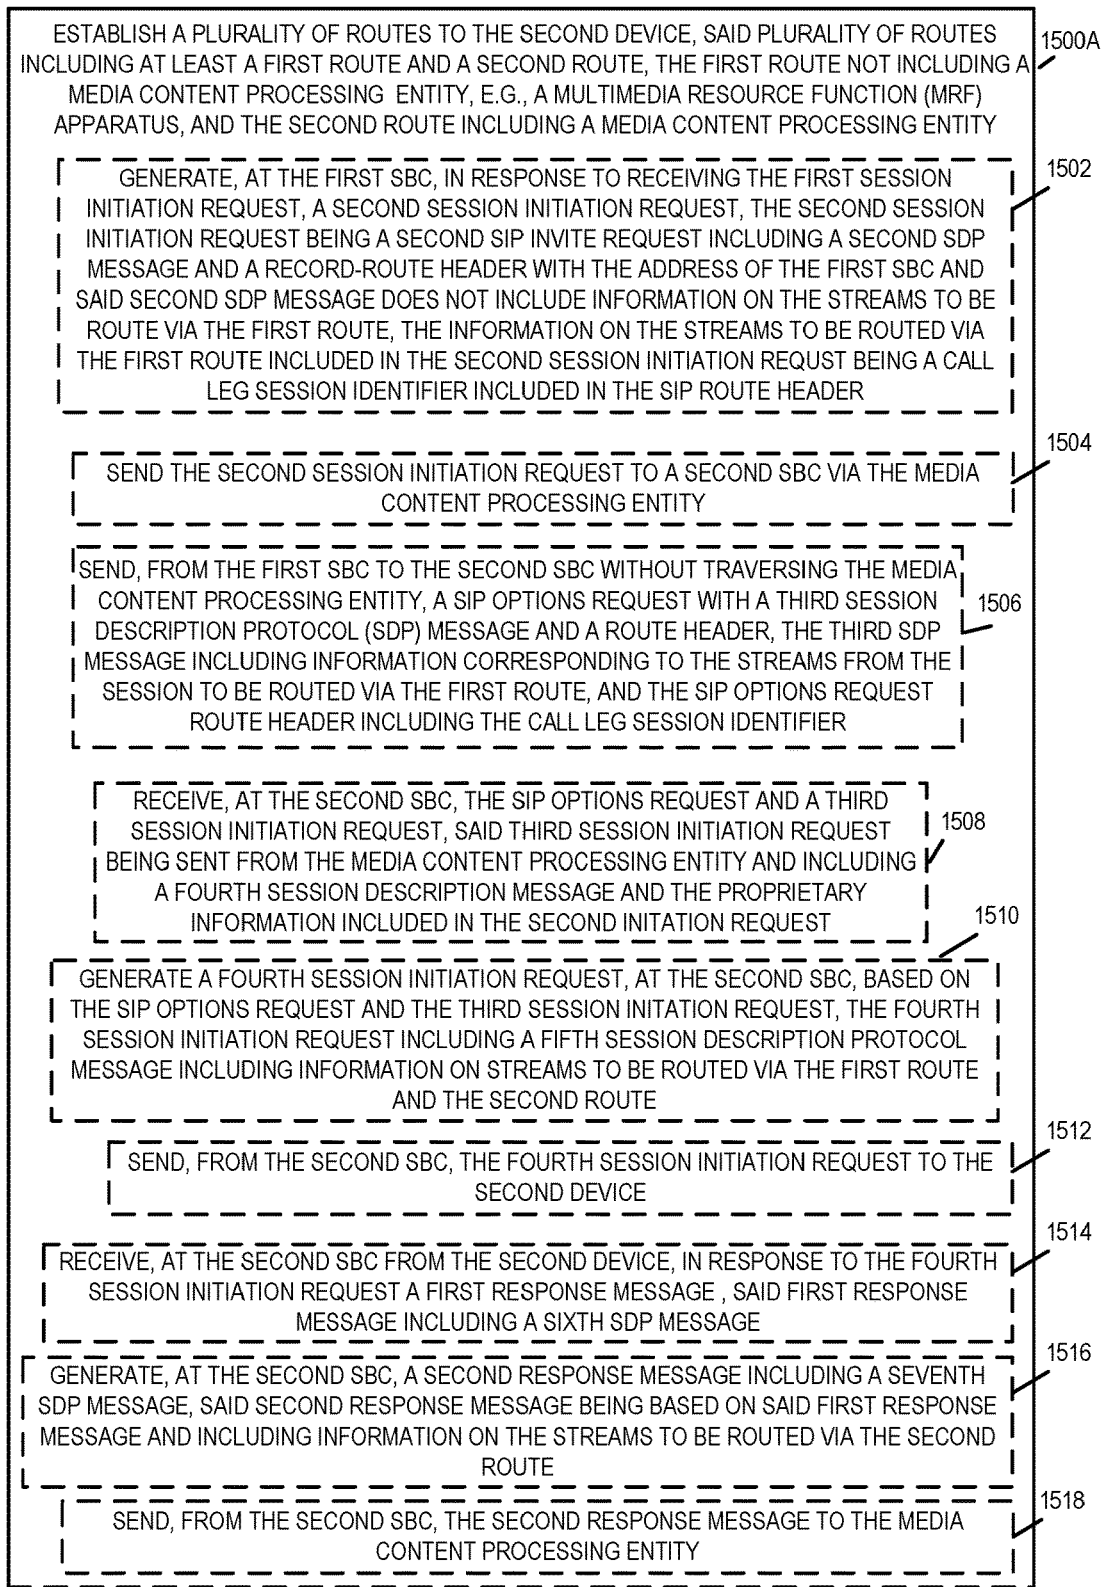 ESTABLISH A PLURALITY OF ROUTES TO THE SECOND DEVICE, SAID PLURALITY OF ROUTES
INCLUDING AT LEAST A FIRST ROUTE AND A SECOND ROUTE, THE FIRST ROUTE NOT INCLUDING A
MEDIA CONTENT PROCESSING ENTITY, E.G., A MULTIMEDIA RESOURCE FUNCTION (MRF)
APPARATUS, AND THE SECOND ROUTE INCLUDING A MEDIA CONTENT PROCESSING ENTITY
1500A
GENERATE, AT THE FIRST SBC, IN RESPONSE TO RECEIVING THE FIRST SESSION
INITIATION REQUEST, A SECOND SESSION INITIATION REQUEST, THE SECOND SESSION
INITIATION REQUEST BEING A SECOND SIP INVITE REQUEST INCLUDING A SECOND SDP
MESSAGE AND A RECORD-ROUTE HEADER WITH THE ADDRESS OF THE FIRST SBC AND
SAID SECOND SDP MESSAGE DOES NOT INCLUDE INFORMATION ON THE STREAMS TO BE
ROUTE VIA THE FIRST ROUTE, THE INFORMATION ON THE STREAMS TO BE ROUTED VIA
THE FIRST ROUTE INCLUDED IN THE SECOND SESSION INITIATION REQUST BEING A CALL
LEG SESSION IDENTIFIER INCLUDED IN THE SIP ROUTE HEADER
1502
SEND THE SECOND SESSION INITIATION REQUEST TO A SECOND SBC VIA THE MEDIA
CONTENT PROCESSING ENTITY
1504
SEND, FROM THE FIRST SBC TO THE SECOND SBC WITHOUT TRAVERSING THE MEDIA
CONTENT PROCESSING ENTITY, A SIP OPTIONS REQUEST WITH A THIRD SESSION
DESCRIPTION PROTOCOL (SDP) MESSAGE AND A ROUTE HEADER, THE THIRD SDP
MESSAGE INCLUDING INFORMATION CORRESPONDING TO THE STREAMS FROM THE
SESSION TO BE ROUTED VIA THE FIRST ROUTE, AND THE SIP OPTIONS REQUEST
ROUTE HEADER INCLUDING THE CALL LEG SESSION IDENTIFIER
1506
RECEIVE, AT THE SECOND SBC, THE SIP OPTIONS REQUEST AND A THIRD
SESSION INITIATION REQUEST, SAID THIRD SESSION INITIATION REQUEST
BEING SENT FROM THE MEDIA CONTENT PROCESSING ENTITY AND INCLUDING
A FOURTH SESSION DESCRIPTION MESSAGE AND THE PROPRIETARY
INFORMATION INCLUDED IN THE SECOND INITATION REQUEST
1508
GENERATE A FOURTH SESSION INITIATION REQUEST, AT THE SECOND SBC, BASED ON
THE SIP OPTIONS REQUEST AND THE THIRD SESSION INITATION REQUEST, THE FOURTH
SESSION INITIATION REQUEST INCLUDING A FIFTH SESSION DESCRIPTION PROTOCOL
MESSAGE INCLUDING INFORMATION ON STREAMS TO BE ROUTED VIA THE FIRST ROUTE
AND THE SECOND ROUTE
1510
SEND, FROM THE SECOND SBC, THE FOURTH SESSION INITIATION REQUEST TO THE
SECOND DEVICE
1512
RECEIVE, AT THE SECOND SBC FROM THE SECOND DEVICE, IN RESPONSE TO THE FOURTH
SESSION INITIATION REQUEST A FIRST RESPONSE MESSAGE , SAID FIRST RESPONSE
MESSAGE INCLUDING A SIXTH SDP MESSAGE
1514
GENERATE, AT THE SECOND SBC, A SECOND RESPONSE MESSAGE INCLUDING A SEVENTH
SDP MESSAGE, SAID SECOND RESPONSE MESSAGE BEING BASED ON SAID FIRST RESPONSE
MESSAGE AND INCLUDING INFORMATION ON THE STREAMS TO BE ROUTED VIA THE SECOND
ROUTE
1516
SEND, FROM THE SECOND SBC, THE SECOND RESPONSE MESSAGE TO THE MEDIA
CONTENT PROCESSING ENTITY
1518